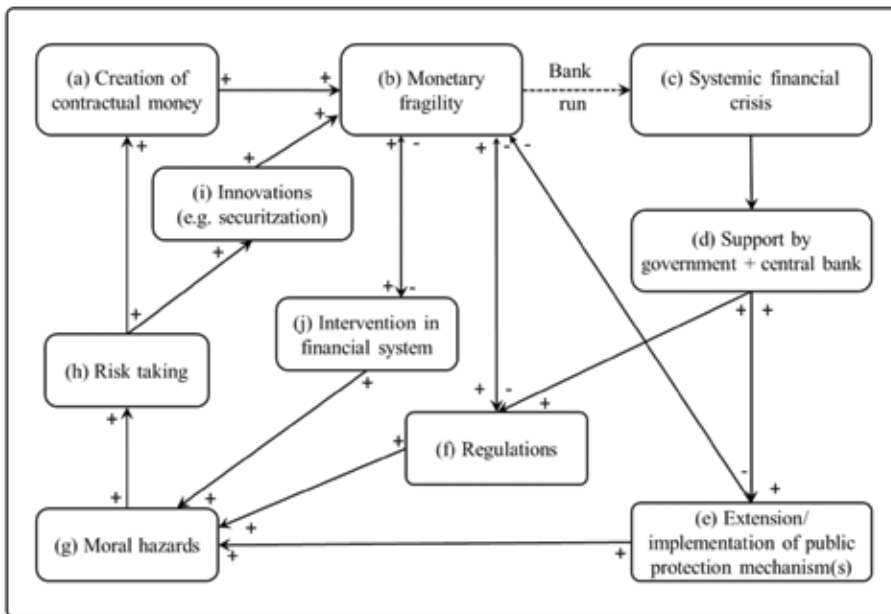 (a) Creation of
contractual money
(b) Monetary
fragility
Bank
run
(c) Systemic financial
crisis
+ +
+
+
+ -
+ - -
-
(i) Innovations
(e.g. securitzation)
+
+
(d) Support by
government + central bank
+ -
(j) Intervention in
financial system
+ +
+
(h) Risk taking
+
+
+ -
+
(f) Regulations
+
+
-
+
(e) Extension/
implementation of public
protection mechanism(s)
+
+
+
(g) Moral hazards
+
+